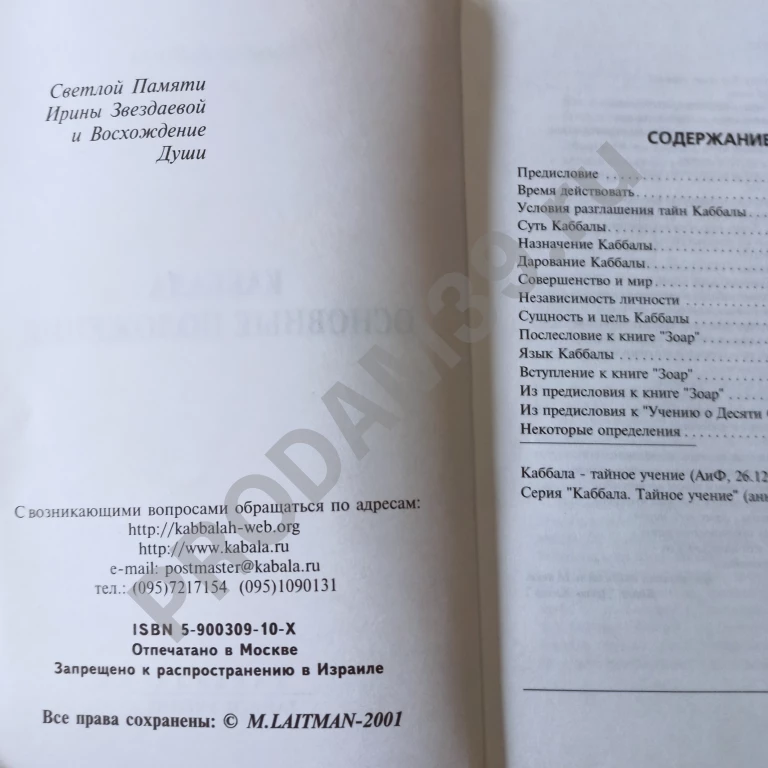 Светлой Памяти
Ирины Звездаевой
и Восхождение
Души
С возникающими вопросами обращаться по адресам:
http://kabbalah-web.org
http://www.kabala.ru
e-mail: postmaster@kabala.ru
тел.: (095)7217154 (095)1090131
ISBN 5-900309-10-X
Отпечатано в Москве
Запрещено к распространению в Израиле
Все права сохранены: © M.LAITMAN-2001
СОДЕРЖАНИЕ
Предисловие
Время действовать
Условия разглашения тайн Каббалы
Суть Каббалы
Назначение Каббалы
Дарование Каббалы
Совершенство и мир
Независимость личности
Сущность и цель Каббалы
Послесловие к книге "Зоар"
Язык Каббалы
Вступление к книге "Зоар"
Из предисловия к книге "Зоар"
Из предисловия к "Учению о Десяти
Некоторые определения
Каббала - тайное учение (АиФ, 26.12
Серия "Каббала. Тайное учение"
PRODAM39.ru